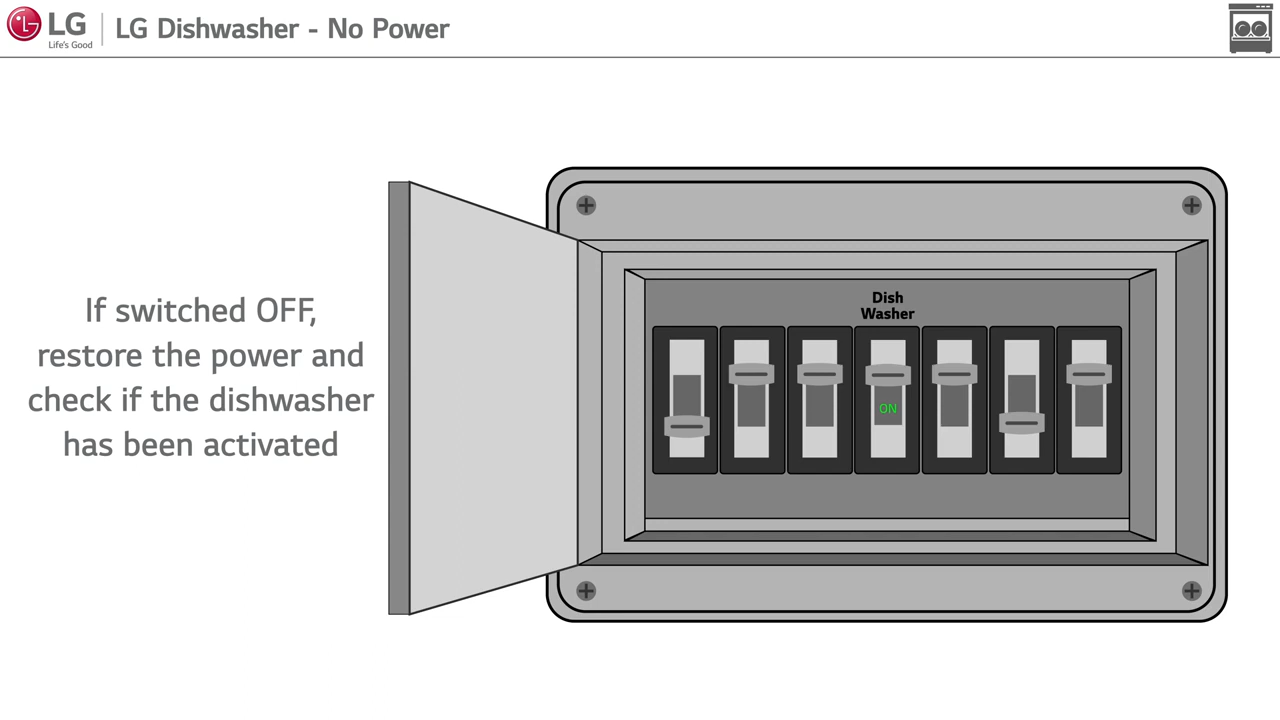 LG
Life's Good
LG Dishwasher - No Power
If switched OFF,
restore the power and
check if the dishwasher
has been activated
Dish
Washer
ON